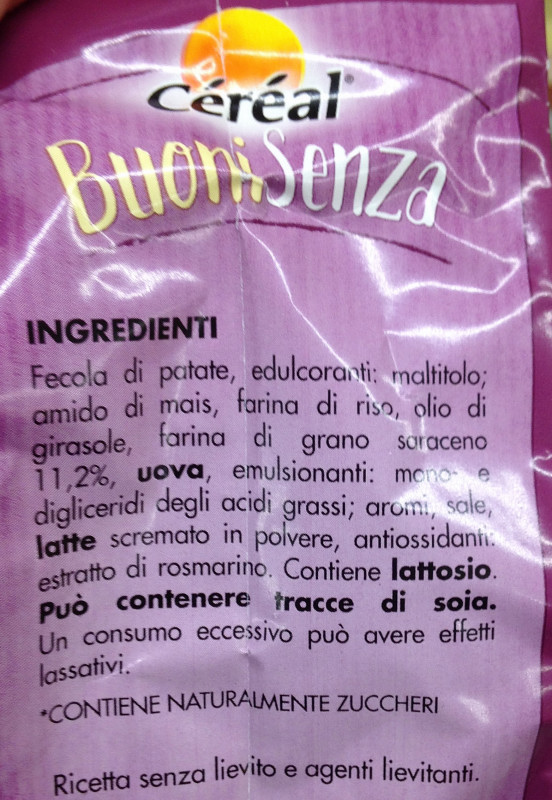 Céréal
BuoniSenza
INGREDIENTI
Fecola di patate, edulcoranti: maltitolo;
amido di mais, farina di riso, olio di
girasole, farina di grano saraceno
11,2%, uova, emulsionanti: mono- e
digliceridi degli acidi grassi; aromi, sale,
latte scremato in polvere, antiossidanti:
estratto di rosmarino. Contiene lattosio.
Può contenere tracce di soia.
Un consumo eccessivo può avere effetti
lassativi.
*CONTIENE NATURALMENTE ZUCCHERI
Ricetta senza lievito e agenti lievitanti.